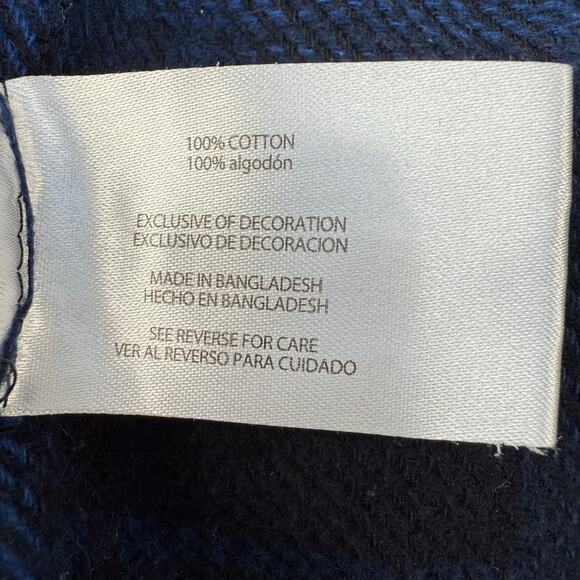 100% COTTON
100% algodón
EXCLUSIVE OF DECORATION
EXCLUSIVO DE DECORACION
MADE IN BANGLADESH
HECHO EN BANGLADESH
SEE REVERSE FOR CARE
VER AL REVERSO PARA CUIDADO